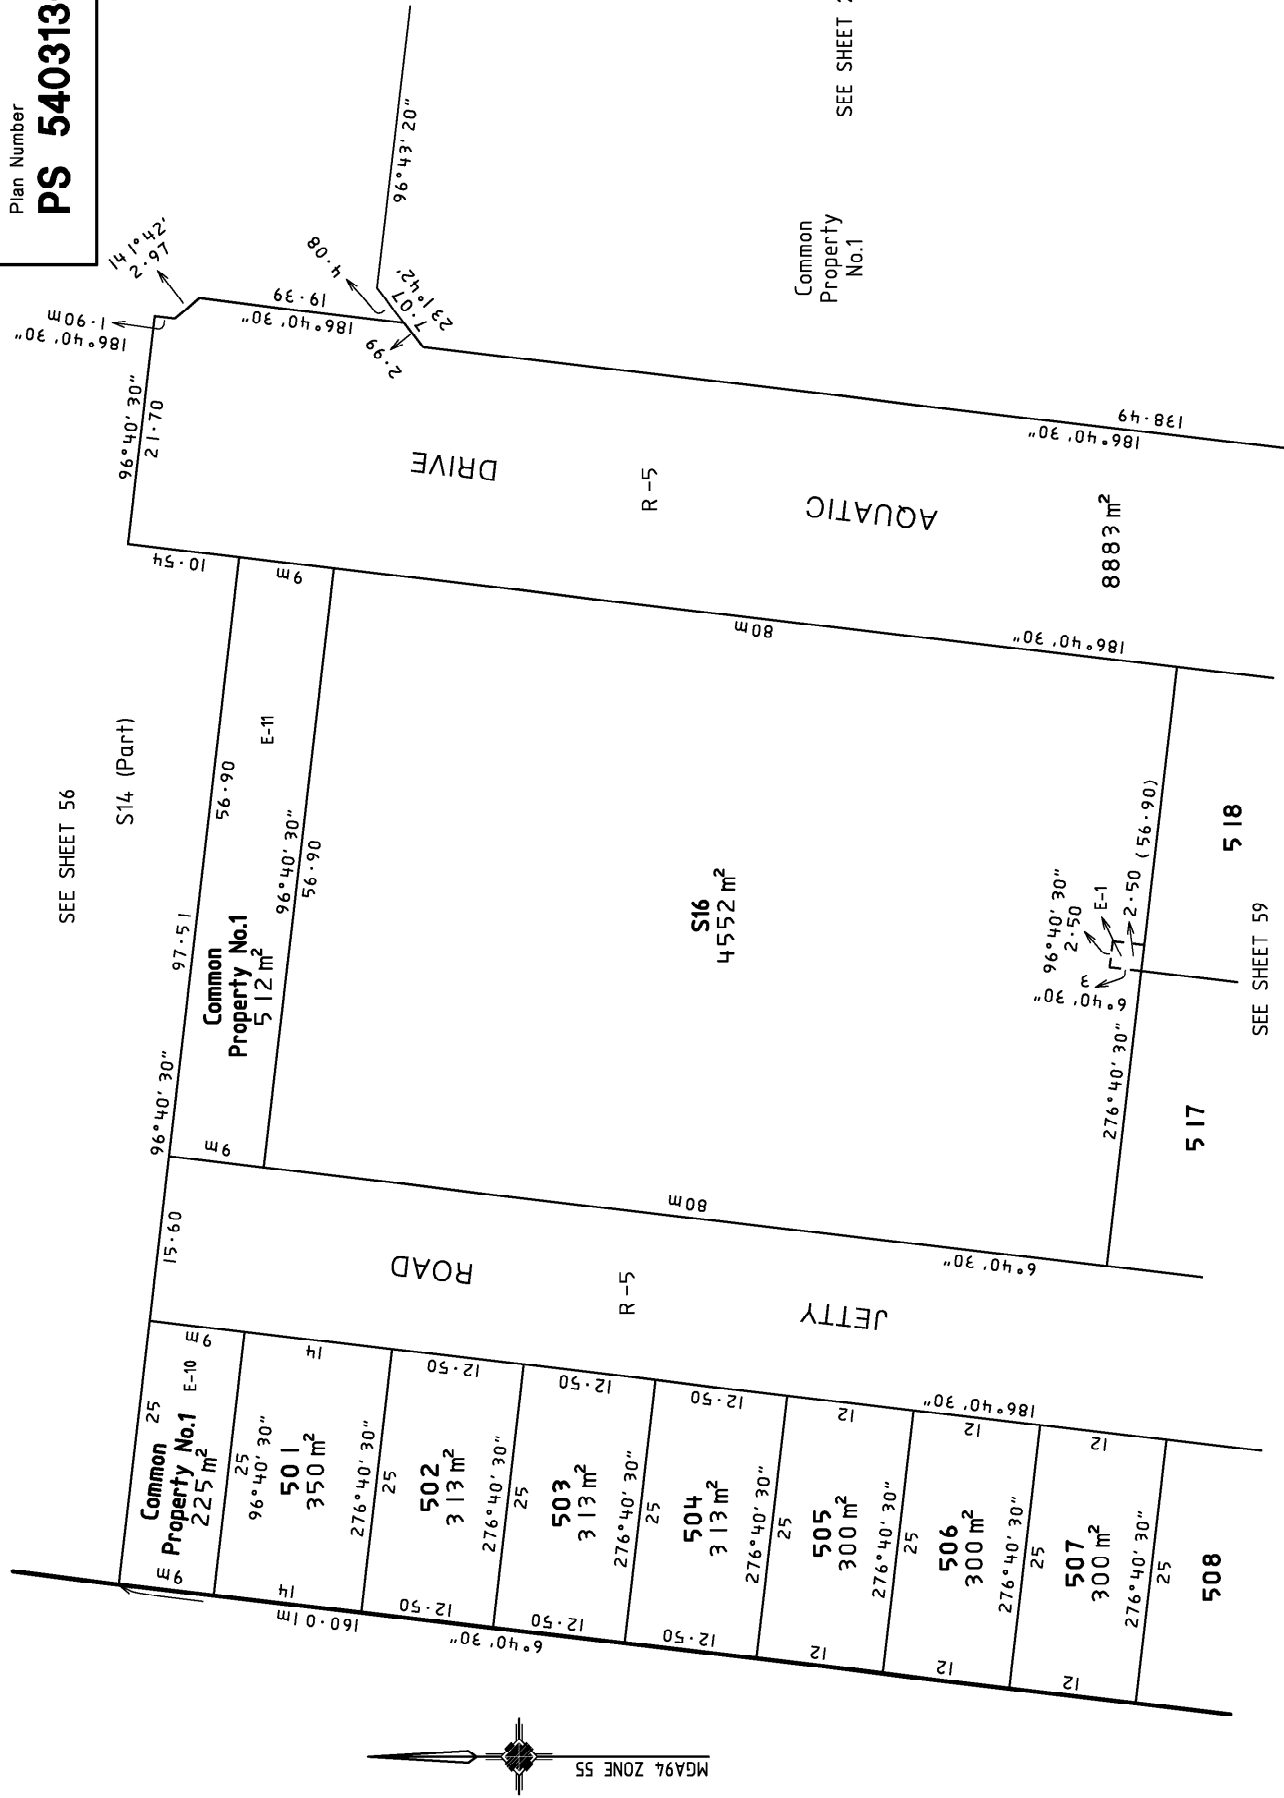 Plan Number
PS 540313
SEE SHEET 56
S14 (Part)
SEE SHEET 2
Common
Property
No.1
96°43' 20"
141°42'
2·97
186°40' 30"
1·90m
96°40' 30"
21·70
19·39
186°40' 30"
4·08
7·07
231°42'
2·99
138·49
186°40' 30"
DRIVE
R-5
AQUATIC
8883 m²
10·54
9m
80m
186°40' 30"
97·51
96°40' 30"
56·90
E-11
Common
Property No.1
512 m²
96°40' 30"
56·90
9m
S16
4552 m²
80m
6°40' 30"
96°40' 30"
2·50
E-1
2·50 (56·90)
3
6°40' 30"
276°40' 30"
518
517
SEE SHEET 59
15·60
ROAD
R-5
JETTY
186°40' 30"
Common
Property No.1
225 m²
25
E-10
9m
9m
25
96°40' 30"
501
350 m²
14
14
276°40' 30"
25
502
313 m²
12·50
12·50
276°40' 30"
25
503
313 m²
12·50
12·50
276°40' 30"
25
504
313 m²
12·50
12·50
276°40' 30"
25
505
300 m²
12
12
276°40' 30"
25
506
300 m²
12
12
276°40' 30"
25
507
300 m²
12
12
276°40' 30"
25
508
160·01m
6°40' 30"
MGA94 ZONE 55